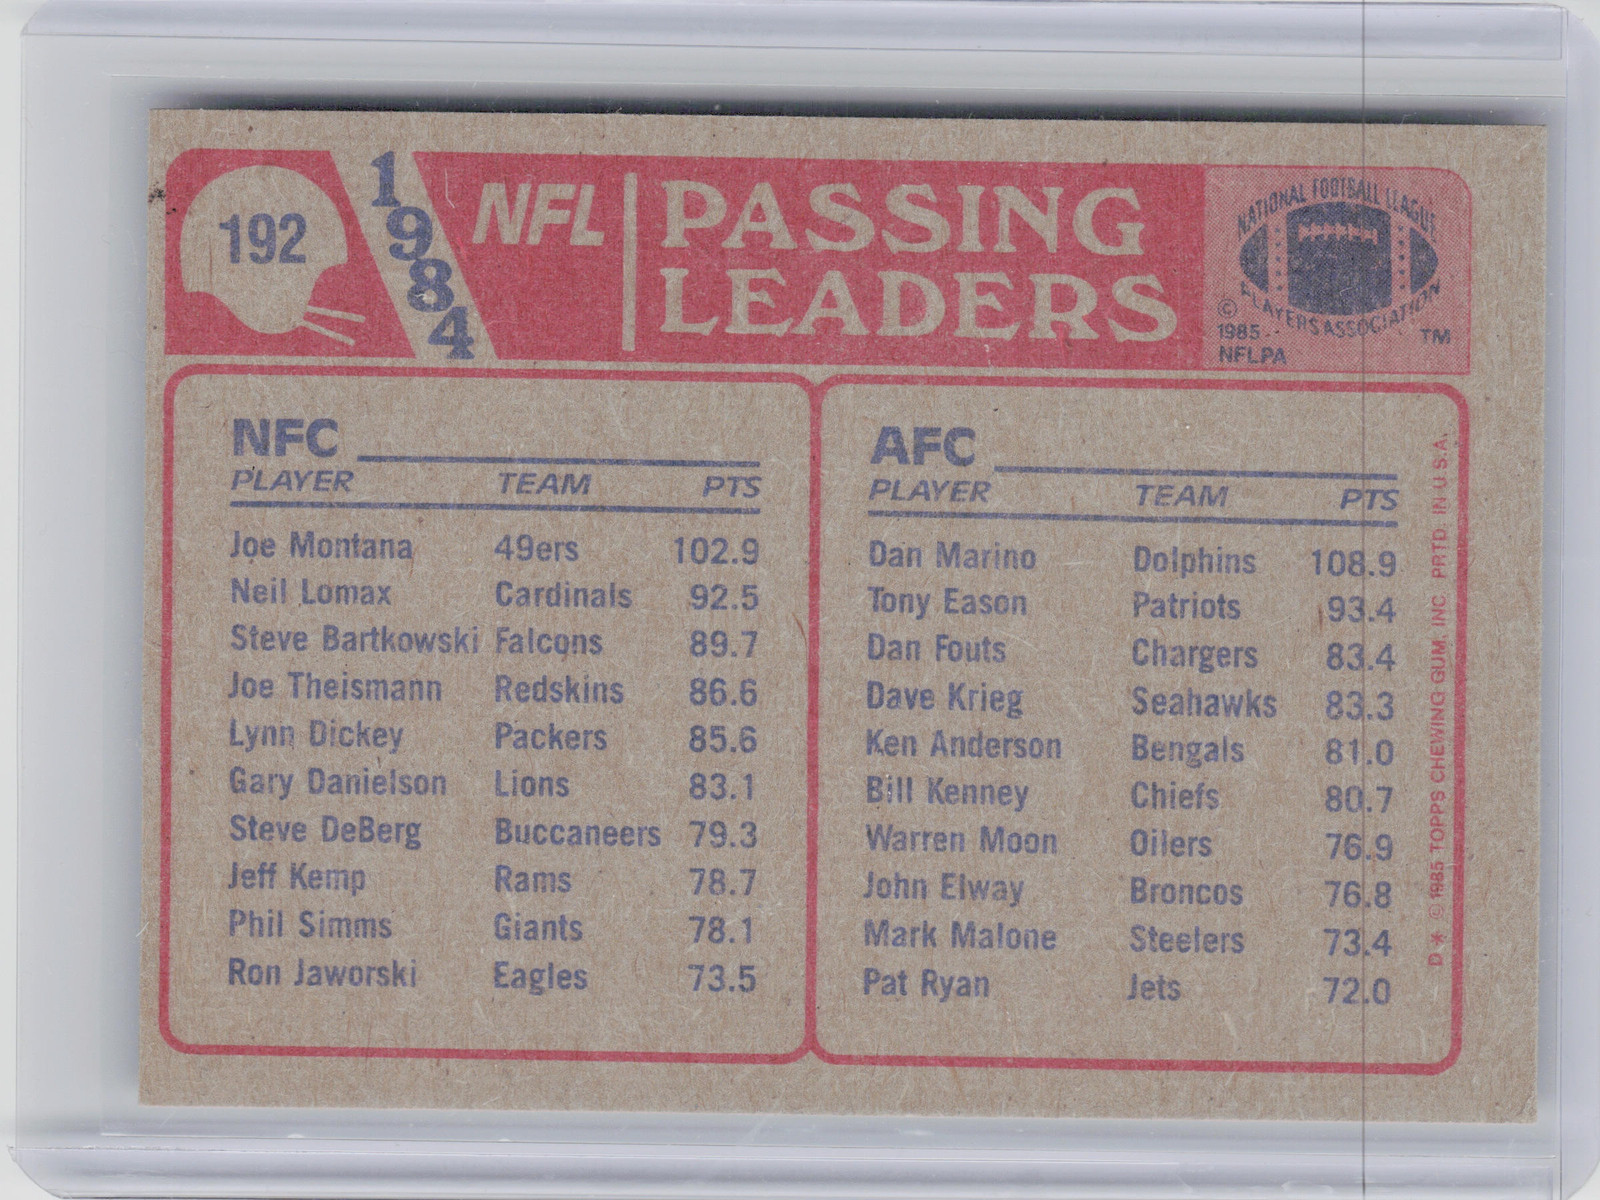 192
1984
NFL PASSING
LEADERS
NATIONAL FOOTBALL LEAGUE
PLAYERS ASSOCIATION
©
1985
NFLPA
TM
NFC
PLAYER TEAM PTS
Joe Montana 49ers 102.9
Neil Lomax Cardinals 92.5
Steve Bartkowski Falcons 89.7
Joe Theismann Redskins 86.6
Lynn Dickey Packers 85.6
Gary Danielson Lions 83.1
Steve DeBerg Buccaneers 79.3
Jeff Kemp Rams 78.7
Phil Simms Giants 78.1
Ron Jaworski Eagles 73.5
AFC
PLAYER TEAM PTS
Dan Marino Dolphins 108.9
Tony Eason Patriots 93.4
Dan Fouts Chargers 83.4
Dave Krieg Seahawks 83.3
Ken Anderson Bengals 81.0
Bill Kenney Chiefs 80.7
Warren Moon Oilers 76.9
John Elway Broncos 76.8
Mark Malone Steelers 73.4
Pat Ryan Jets 72.0
D* © 1985 TOPPS CHEWING GUM, INC. PRTD. IN U.S.A.